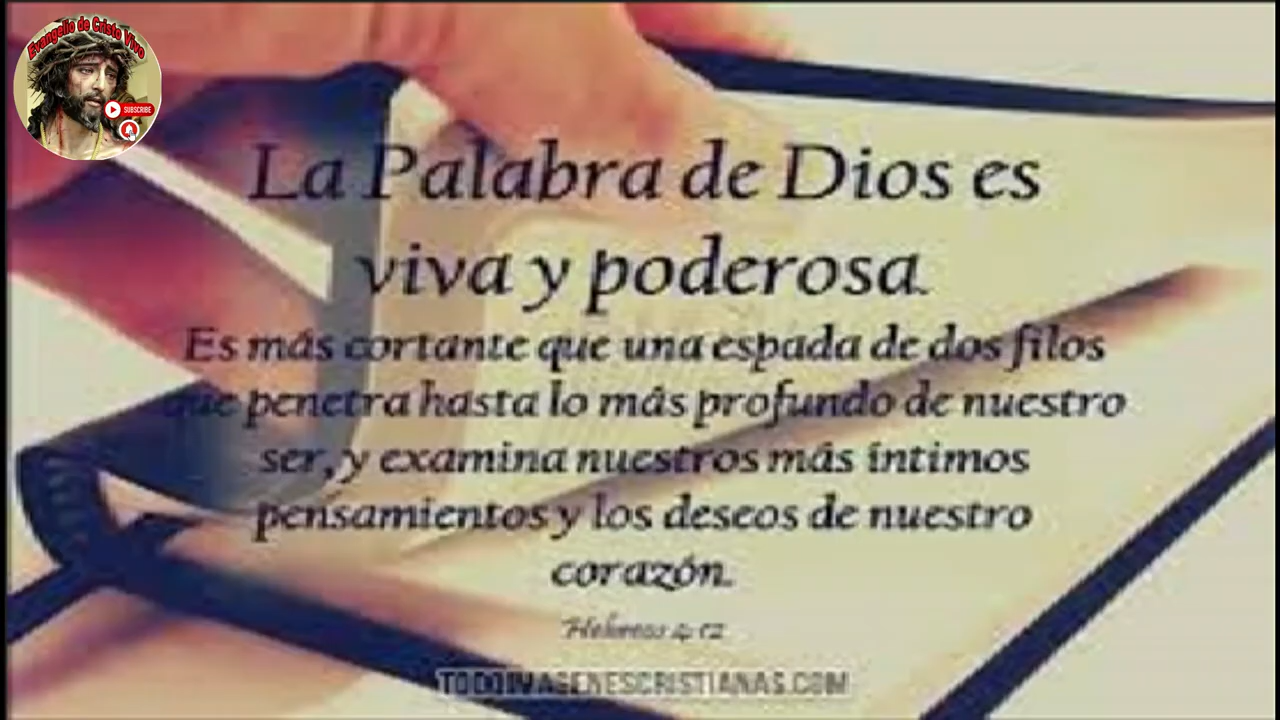 Evangelio de Cristo Vivo
SUBSCRIBE
La Palabra de Dios es
viva y poderosa.
Es más cortante que una espada de dos filos
que penetra hasta lo más profundo de nuestro
ser, y examina nuestros más íntimos
pensamientos y los deseos de nuestro
corazón.
Hebreos 4:12
TODOIMAGENESCRISTIANAS.COM